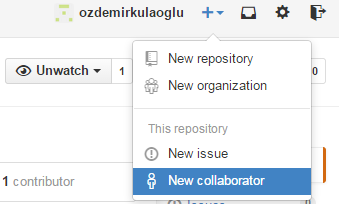 ozdemirkulaoglu
Unwatch 1
0
New repository
New organization
This repository
New issue
New collaborator
1 contributor